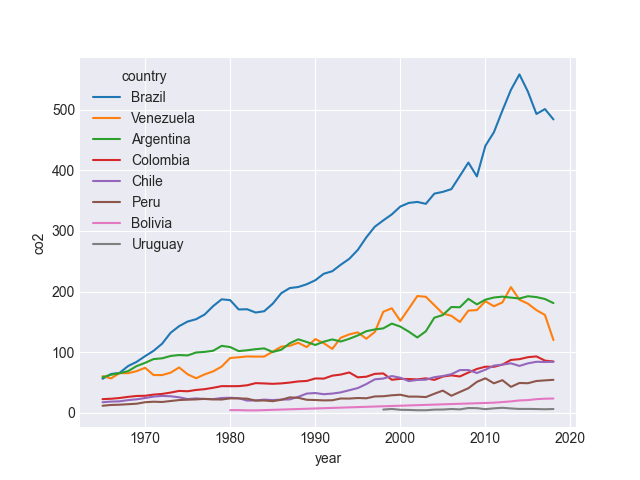 country
Brazil
Venezuela
Argentina
Colombia
Chile
Peru
Bolivia
Uruguay
co2
500
400
300
200
100
0
1970 1980 1990 2000 2010 2020
year